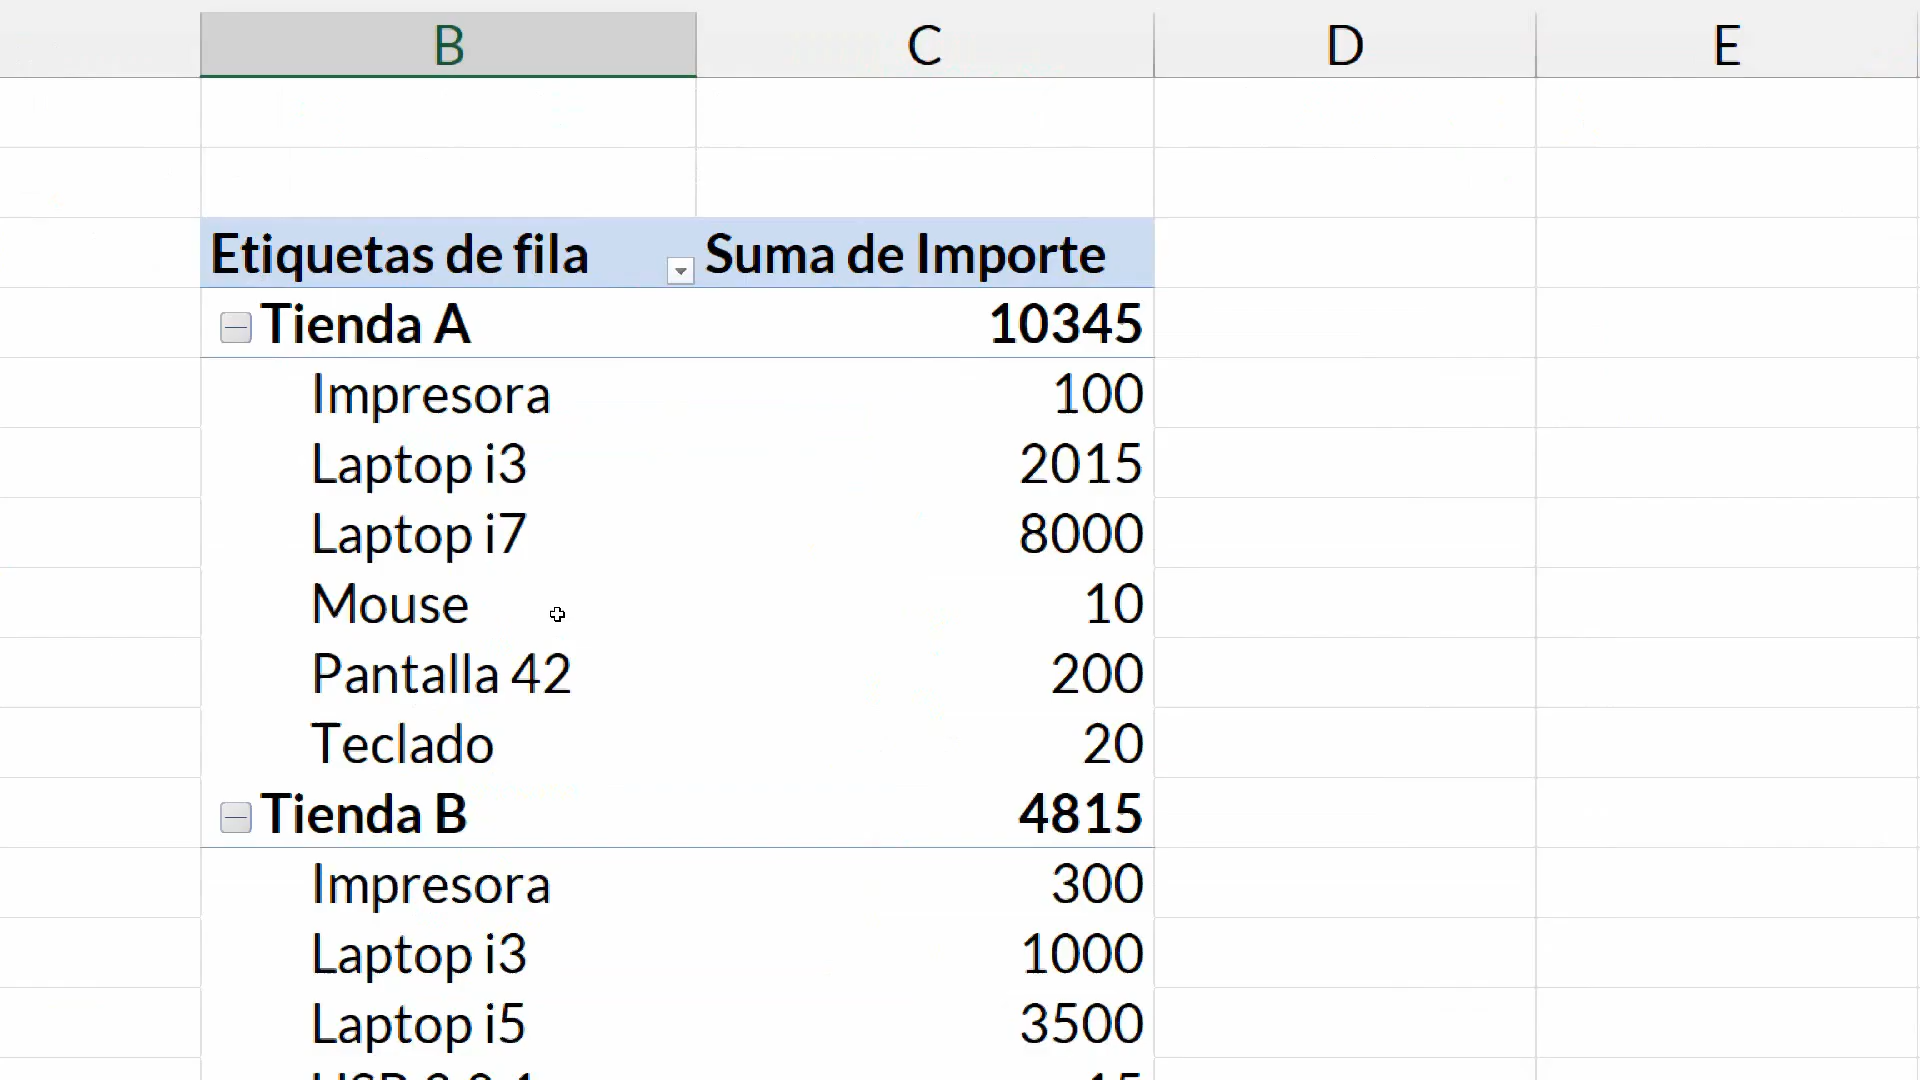 B C D E
Etiquetas de fila Suma de Importe
Tienda A 10345
Impresora 100
Laptop i3 2015
Laptop i7 8000
Mouse 10
Pantalla 42 200
Teclado 20
Tienda B 4815
Impresora 300
Laptop i3 1000
Laptop i5 3500